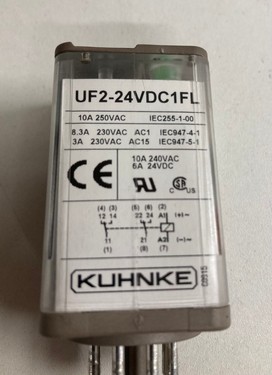 UF2-24VDC1FL
10A 250VAC IEC255-1-00
8.3A 230VAC AC1 IEC947-4-1
3A 230VAC AC15 IEC947-5-1
CE
10A 240VAC
6A 24VDC
C US
(4) (3) (5) (6) (2)
12 14 22 24 A1 (+)~
11 21 A2 (-)~
(1) (8) (7)
KUHNKE